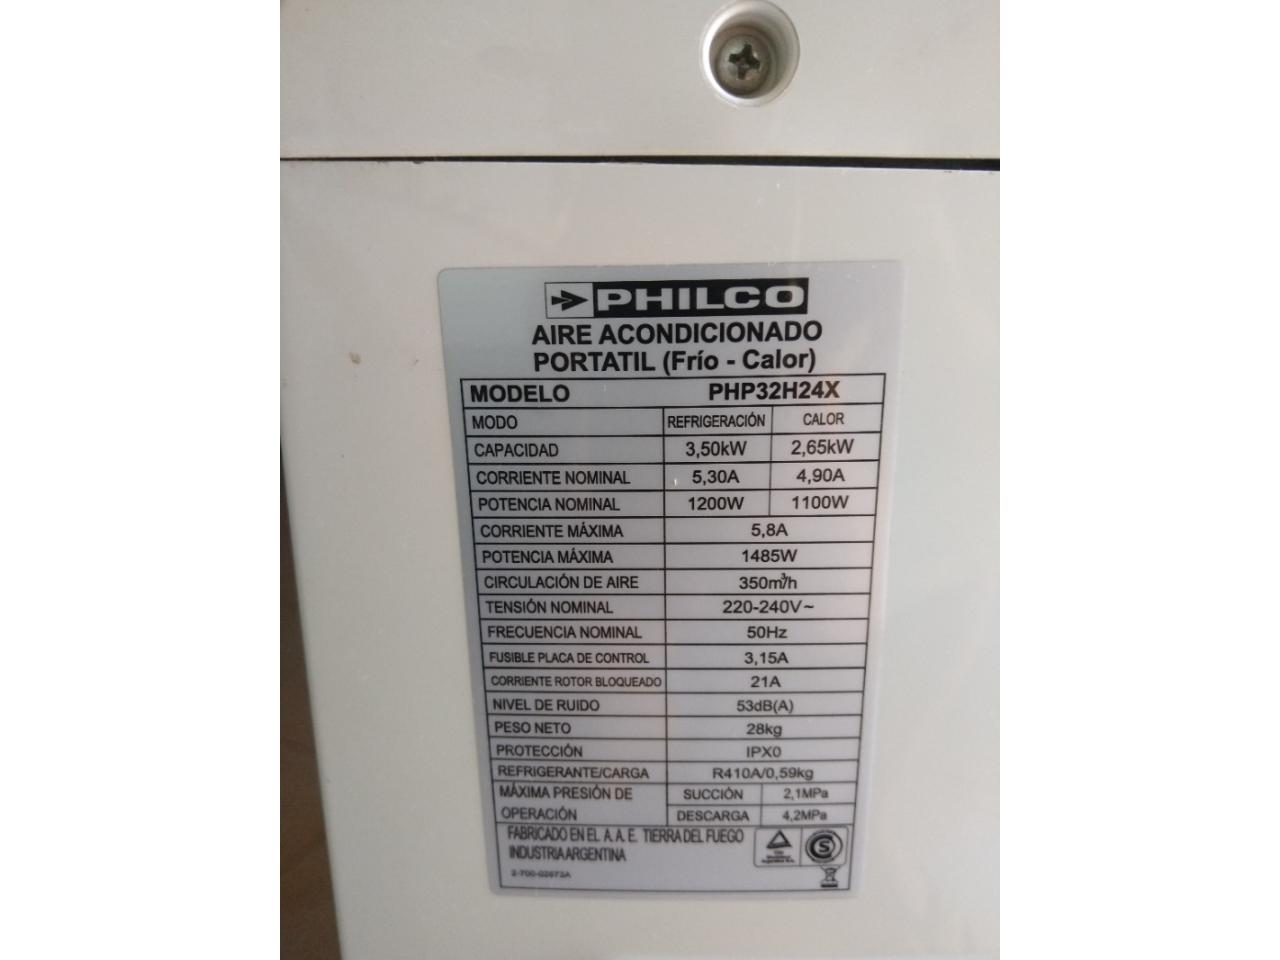 PHILCO
AIRE ACONDICIONADO
PORTATIL (Frío - Calor)
MODELO PHP32H24X
MODO REFRIGERACIÓN CALOR
CAPACIDAD 3,50kW 2,65kW
CORRIENTE NOMINAL 5,30A 4,90A
POTENCIA NOMINAL 1200W 1100W
CORRIENTE MÁXIMA 5,8A
POTENCIA MÁXIMA 1485W
CIRCULACIÓN DE AIRE 350m³/h
TENSIÓN NOMINAL 220-240V~
FRECUENCIA NOMINAL 50Hz
FUSIBLE PLACA DE CONTROL 3,15A
CORRIENTE ROTOR BLOQUEADO 21A
NIVEL DE RUIDO 53dB(A)
PESO NETO 28kg
PROTECCIÓN IPX0
REFRIGERANTE/CARGA R410A/0,59kg
MÁXIMA PRESIÓN DE SUCCIÓN 2,1MPa
OPERACIÓN DESCARGA 4,2MPa
FABRICADO EN EL A.A.E. TIERRA DEL FUEGO
INDUSTRIA ARGENTINA
2-700-02673A